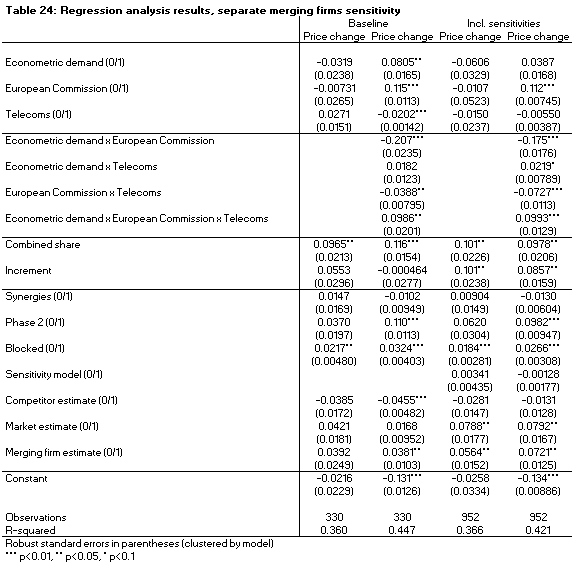 Table 24: Regression analysis results, separate merging firms sensitivity
Baseline Incl. sensitivities
Price change Price change Price change Price change
Econometric demand (0/1) -0.0319 0.0805** -0.0606 0.0387
(0.0238) (0.0165) (0.0329) (0.0168)
European Commission (0/1) -0.00731 0.115*** -0.0107 0.112***
(0.0265) (0.0113) (0.0523) (0.00745)
Telecoms (0/1) 0.0271 -0.0202*** -0.0150 -0.00550
(0.0151) (0.00142) (0.0237) (0.00387)
Econometric demand x European Commission -0.207*** -0.175***
(0.0235) (0.0176)
Econometric demand x Telecoms 0.0182 0.0219*
(0.0123) (0.00789)
European Commission x Telecoms -0.0388** -0.0727***
(0.00795) (0.0113)
Econometric demand x European Commission x Telecoms 0.0986** 0.0993***
(0.0201) (0.0129)
Combined share 0.0965** 0.116*** 0.101** 0.0978**
(0.0213) (0.0154) (0.0226) (0.0206)
Increment 0.0553 -0.000464 0.101** 0.0857**
(0.0296) (0.0277) (0.0238) (0.0159)
Synergies (0/1) 0.0147 -0.0102 0.00904 -0.0130
(0.0169) (0.00949) (0.0149) (0.00604)
Phase 2 (0/1) 0.0370 0.110*** 0.0620 0.0982***
(0.0197) (0.0113) (0.0304) (0.00947)
Blocked (0/1) 0.0217** 0.0324*** 0.0184*** 0.0266***
(0.00480) (0.00403) (0.00281) (0.00308)
Sensitivity model (0/1) 0.00341 -0.00128
(0.00435) (0.00177)
Competitor estimate (0/1) -0.0385 -0.0455*** -0.0281 -0.0131
(0.0172) (0.00482) (0.0147) (0.0128)
Market estimate (0/1) 0.0421 0.0168 0.0788** 0.0792**
(0.0181) (0.00952) (0.0177) (0.0167)
Merging firm estimate (0/1) 0.0392 0.0381** 0.0564** 0.0721**
(0.0249) (0.0103) (0.0152) (0.0125)
Constant -0.0216 -0.131*** -0.0258 -0.134***
(0.0229) (0.0126) (0.0334) (0.00886)
Observations 330 330 952 952
R-squared 0.360 0.447 0.366 0.421
Robust standard errors in parentheses (clustered by model)
*** p<0.01, ** p<0.05, * p<0.1